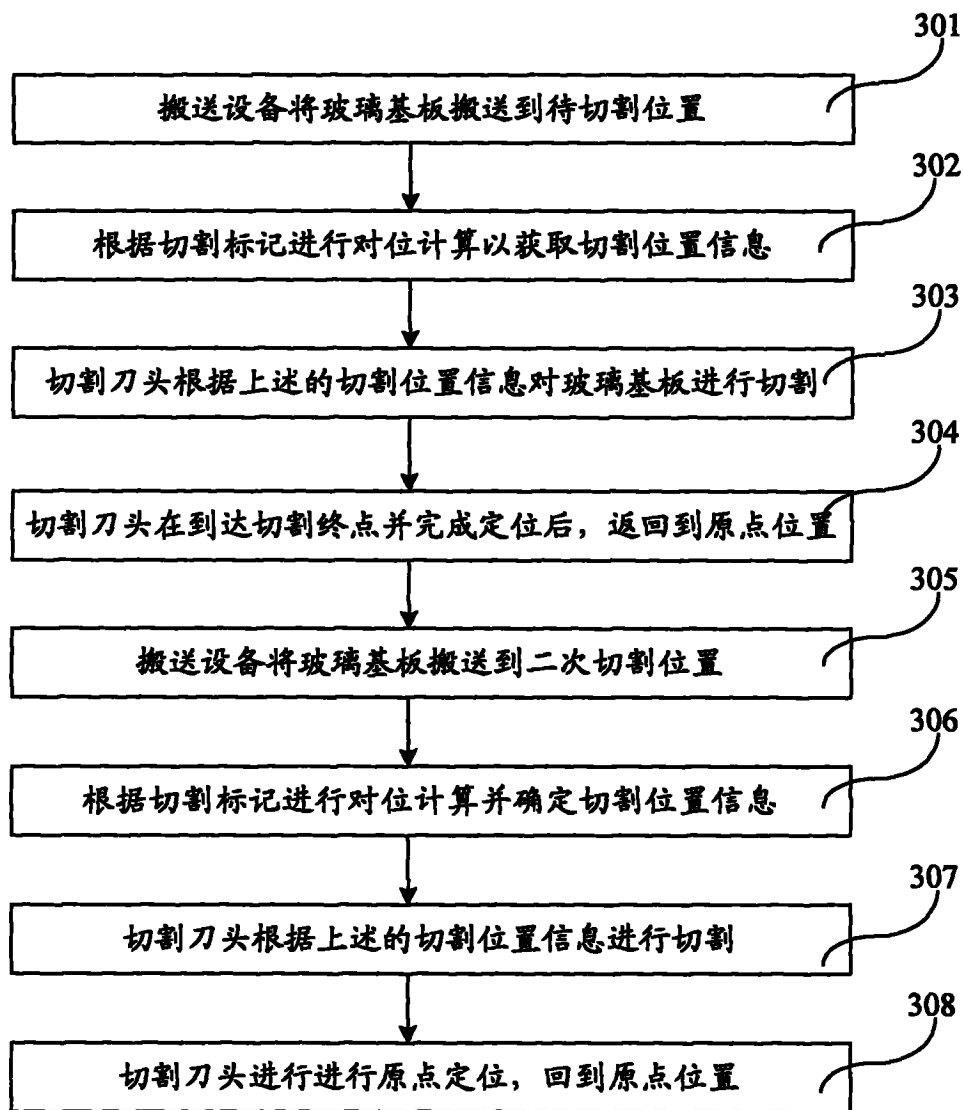 301
搬送设备将玻璃基板搬送到待切割位置
302
根据切割标记进行对位计算以获取切割位置信息
303
切割刀头根据上述的切割位置信息对玻璃基板进行切割
304
切割刀头在到达切割终点并完成定位后，返回到原点位置
305
搬送设备将玻璃基板搬送到二次切割位置
306
根据切割标记进行对位计算并确定切割位置信息
307
切割刀头根据上述的切割位置信息进行切割
308
切割刀头进行进行原点定位，回到原点位置